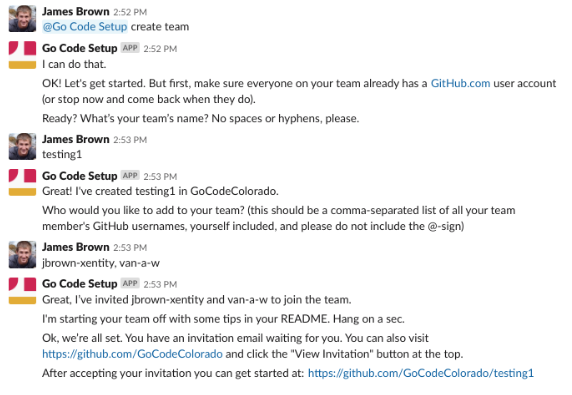 James Brown 2:52 PM
@Go Code Setup create team
Go Code Setup APP 2:52 PM
I can do that.
OK! Let's get started. But first, make sure everyone on your team already has a GitHub.com user account
(or stop now and come back when they do).
Ready? What's your team's name? No spaces or hyphens, please.
James Brown 2:53 PM
testing1
Go Code Setup APP 2:53 PM
Great! I've created testing1 in GoCodeColorado.
Who would you like to add to your team? (this should be a comma-separated list of all your team
member's GitHub usernames, yourself included, and please do not include the @-sign)
James Brown 2:53 PM
jbrown-xentity, van-a-w
Go Code Setup APP 2:53 PM
Great, I've invited jbrown-xentity and van-a-w to join the team.
I'm starting your team off with some tips in your README. Hang on a sec.
Ok, we're all set. You have an invitation email waiting for you. You can also visit
https://github.com/GoCodeColorado and click the "View Invitation" button at the top.
After accepting your invitation you can get started at: https://github.com/GoCodeColorado/testing1